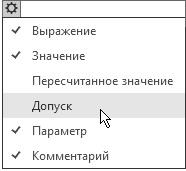 Выражение
Значение
Пересчитанное значение
Допуск
Параметр
Комментарий